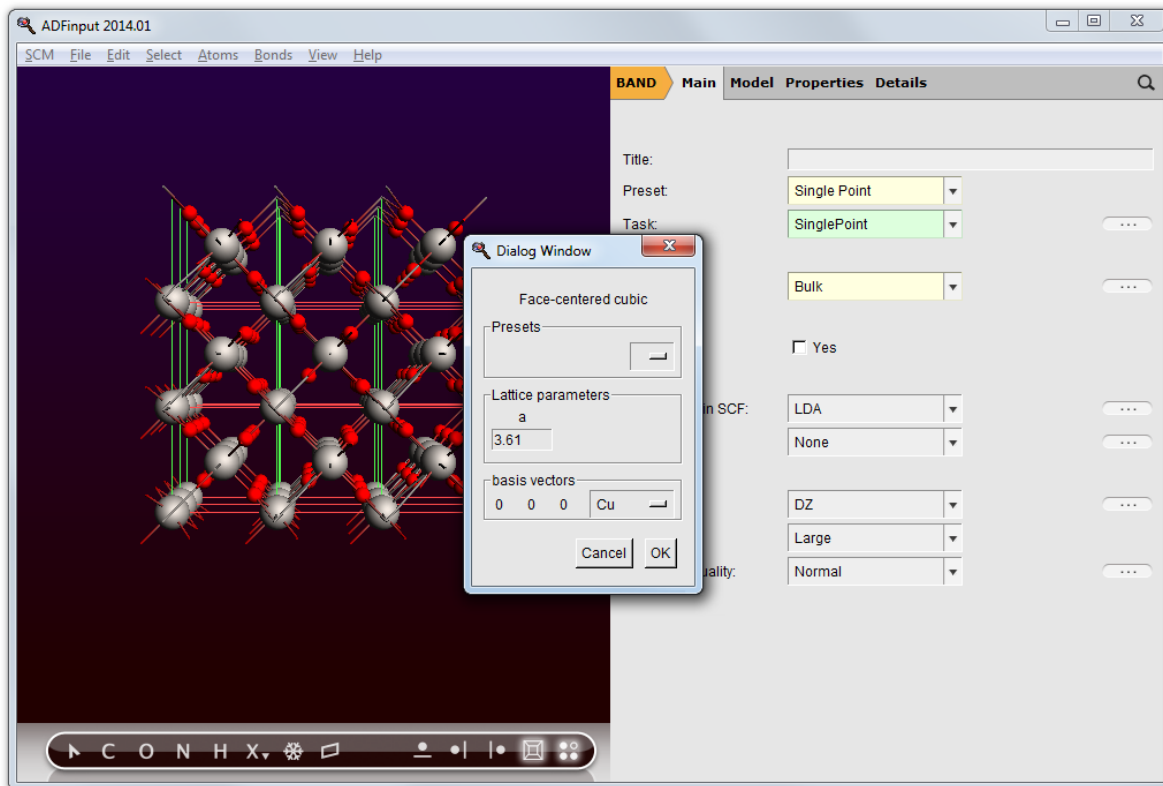 ADFinput 2014.01
SCM File Edit Select Atoms Bonds View Help
BAND Main Model Properties Details
Title:
Preset: Single Point
Task: SinglePoint
Dialog Window
Bulk
Face-centered cubic
Presets
Yes
Lattice parameters
a
in SCF: LDA
3.61
None
basis vectors
0 0 0 Cu
DZ
Large
Cancel OK
uality: Normal
C O N H X